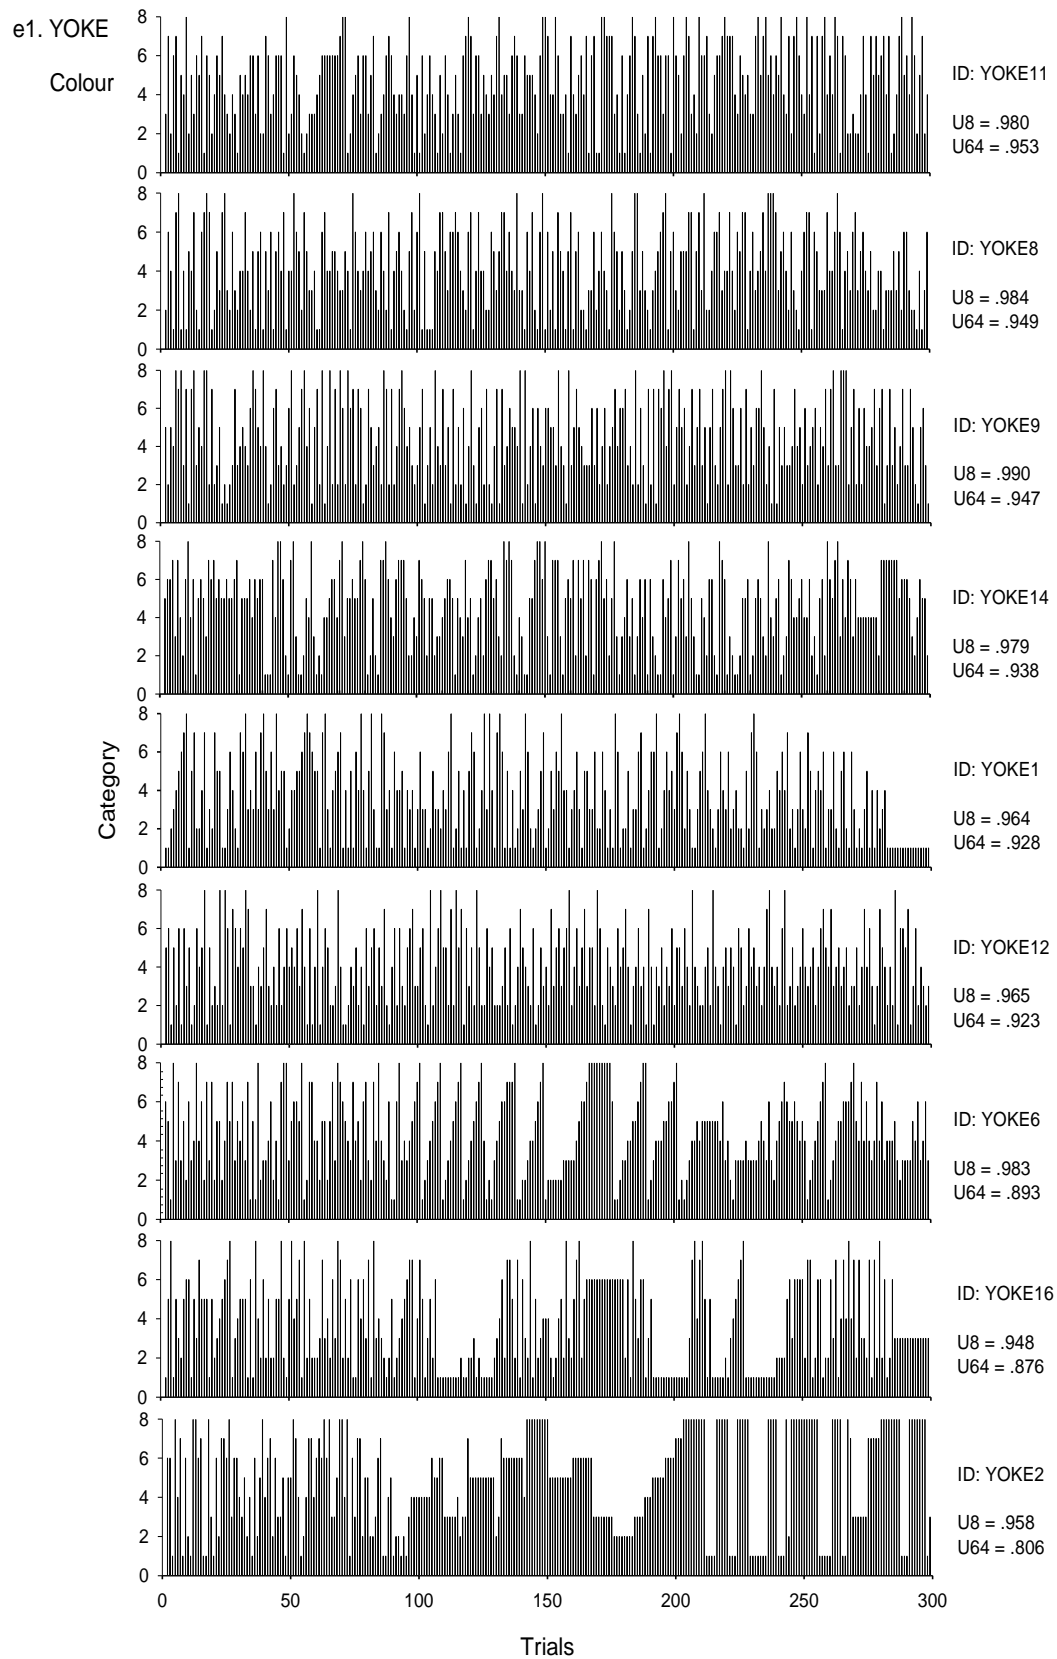 e1. YOKE
Colour
8
6
4
2
0
ID: YOKE11
U8 = .980
U64 = .953
8
6
4
2
0
ID: YOKE8
U8 = .984
U64 = .949
8
6
4
2
0
ID: YOKE9
U8 = .990
U64 = .947
8
6
4
2
0
ID: YOKE14
U8 = .979
U64 = .938
Category
8
6
4
2
0
ID: YOKE1
U8 = .964
U64 = .928
8
6
4
2
0
ID: YOKE12
U8 = .965
U64 = .923
8
6
4
2
0
ID: YOKE6
U8 = .983
U64 = .893
8
6
4
2
0
ID: YOKE16
U8 = .948
U64 = .876
8
6
4
2
0
ID: YOKE2
U8 = .958
U64 = .806
0 50 100 150 200 250 300
Trials